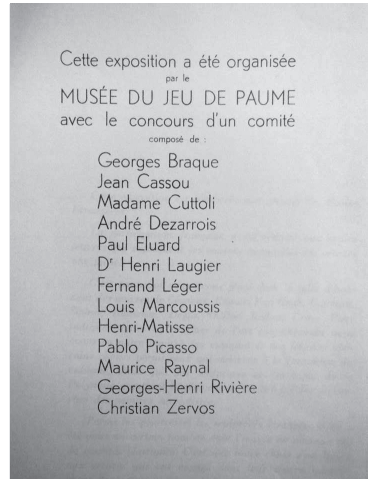 Cette exposition a été organisée
par le
MUSÉE DU JEU DE PAUME
avec le concours d'un comité
composé de :
Georges Braque
Jean Cassou
Madame Cuttoli
André Dezarrois
Paul Eluard
Dr Henri Laugier
Fernand Léger
Louis Marcoussis
Henri-Matisse
Pablo Picasso
Maurice Raynal
Georges-Henri Rivière
Christian Zervos